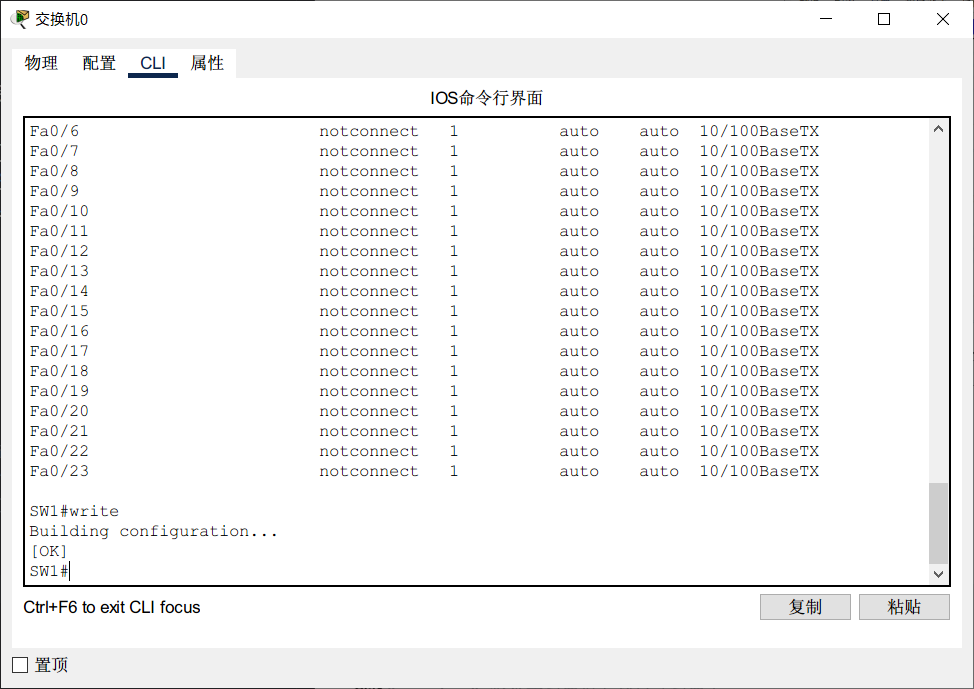 交换机0
物理 配置 CLI 属性
IOS命令行界面
Fa0/6 notconnect 1 auto auto 10/100BaseTX
Fa0/7 notconnect 1 auto auto 10/100BaseTX
Fa0/8 notconnect 1 auto auto 10/100BaseTX
Fa0/9 notconnect 1 auto auto 10/100BaseTX
Fa0/10 notconnect 1 auto auto 10/100BaseTX
Fa0/11 notconnect 1 auto auto 10/100BaseTX
Fa0/12 notconnect 1 auto auto 10/100BaseTX
Fa0/13 notconnect 1 auto auto 10/100BaseTX
Fa0/14 notconnect 1 auto auto 10/100BaseTX
Fa0/15 notconnect 1 auto auto 10/100BaseTX
Fa0/16 notconnect 1 auto auto 10/100BaseTX
Fa0/17 notconnect 1 auto auto 10/100BaseTX
Fa0/18 notconnect 1 auto auto 10/100BaseTX
Fa0/19 notconnect 1 auto auto 10/100BaseTX
Fa0/20 notconnect 1 auto auto 10/100BaseTX
Fa0/21 notconnect 1 auto auto 10/100BaseTX
Fa0/22 notconnect 1 auto auto 10/100BaseTX
Fa0/23 notconnect 1 auto auto 10/100BaseTX
SW1#write
Building configuration...
[OK]
SW1#
Ctrl+F6 to exit CLI focus 复制 粘贴
置顶